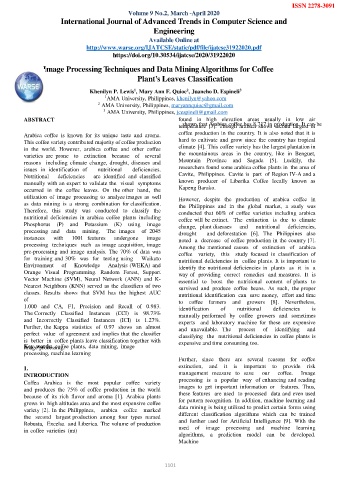 ISSN 2278-3091
Volume 9 No.2, March -April 2020
International Journal of Advanced Trends in Computer Science and
Engineering
Available Online at
http://www.warse.org/IJATCSE/static/pdf/file/ijatcse31922020.pdf
https://doi.org/10.30534/ijatcse/31922020
Image Processing Techniques and Data Mining Algorithms for Coffee
Plant's Leaves Classification
Khenilyn P. Lewis¹, Mary Ann F. Quioc², Juancho D. Espineli³
¹AMA University, Philippines,
² AMA University, Philippines,
³ AMA University, Philippines,
ABSTRACT
Arabica coffee is known for its unique taste and aroma.
This coffee variety contributed majority of coffee production
in the world. However, arabica coffee and other coffee
varieties are prone to extinction because of several
reasons including climate change, drought, diseases and
issues in identification of nutritional deficiencies.
Nutritional deficiencies are identified and classified
manually with an expert to validate the visual symptoms
occurred in the coffee leaves. On the other hand, the
utilization of image processing to analyze images as well
as data mining is a strong combination for classification.
Therefore, this study was conducted to classify the
nutritional deficiencies in arabica coffee plants including
Phosphorus (P) and Potassium (K) using image
processing and data mining. The images of 2045
instances with 1001 features undergone image
processing techniques such as image acquisition, image
pre-processing and image analysis. The 70% of data use
for training and 30% was for testing using Waikato
Environment of Knowledge Analysis (WEKA) and
Orange Visual Programming. Random Forest, Support
Vector Machine (SVM), Neural Network (ANN) and K-
Nearest Neighbors (KNN) served as the classifiers of two
classes. Results shows that SVM has the highest AUC
of
1.000 and CA, F1, Precision and Recall of 0.983.
The Correctly Classified Instances (CCI) is 98.73%
and Incorrectly Classified Instances (ICI) is 1.27%.
Further, the Kappa statistics of 0.97 shows an almost
perfect value of agreement and implies that the classifier
is better in coffee plants leave classification together with
Key words: coffee plants, data mining, image
processing, machine learning
1.
INTRODUCTION
Coffea Arabica is the most popular coffee variety
and produces the 75% of coffee production in the world
because of its rich flavor and aroma [1]. Arabica plants
grows in high altitudes area and the most expensive coffee
variety [2]. In the Philippines, arabica coffee marked
the second largest production among four types named
Robusta, Excelsa, and Liberica. The volume of production
in coffee varieties (int)
found in high elevation areas usually in low air
coffee production in the country. It is also noted that it is
hard to cultivate and grow since the country has tropical
climate [4]. This coffee variety has the largest plantation in
the mountainous areas in the country, like in Benguet,
Mountain Province and Sagada [5]. Luckily, the
researchers found some arabica coffee plants in the area of
Cavite, Philippines. Cavite is part of Region IV-A and a
known producer of Liberika Coffee locally known as
Kapeng Barako.
However, despite the production of arabica coffee in
the Philippines and in the global market, a study was
conducted that 60% of coffee varieties including arabica
coffee will be extinct. The extinction is due to climate
change, plant diseases and nutritional deficiencies,
drought and deforestation [6]. The Philippines also
noted a decrease of coffee production in the country [7].
Among the mentioned causes of extinction of arabica
coffee variety, this study focused in classification of
nutritional deficiencies in coffee plants. It is important to
identify the nutritional deficiencies in plants as it is a
way of providing correct remedies and measures. It is
essential to boost the nutritional content of plants to
survived and produce coffee beans. As such, the proper
nutritional identification can save money, effort and time
to coffee farmers and growers [8]. Nevertheless,
identification of nutritional deficiencies is
manually performed by coffee growers and sometimes
experts and laboratory machine for those are expensive
and unavailable. The process of identifying and
classifying the nutritional deficiencies in coffee plants is
expensive and time consuming too.
Further, since there are several reasons for coffee
extinction, and it is important to provide risk
management measure to save our coffee. Image
processing is a popular way of enhancing and reading
images to get important information or features. Thus,
these features are used to processed data and even used
for pattern recognition. In addition, machine learning and
data mining is being utilized to predict certain forms using
different classification algorithms which can be trained
and further used for Artificial Intelligence [9]. With the
used of image processing and machine learning
algorithms, a prediction model can be developed.
Machine
1101